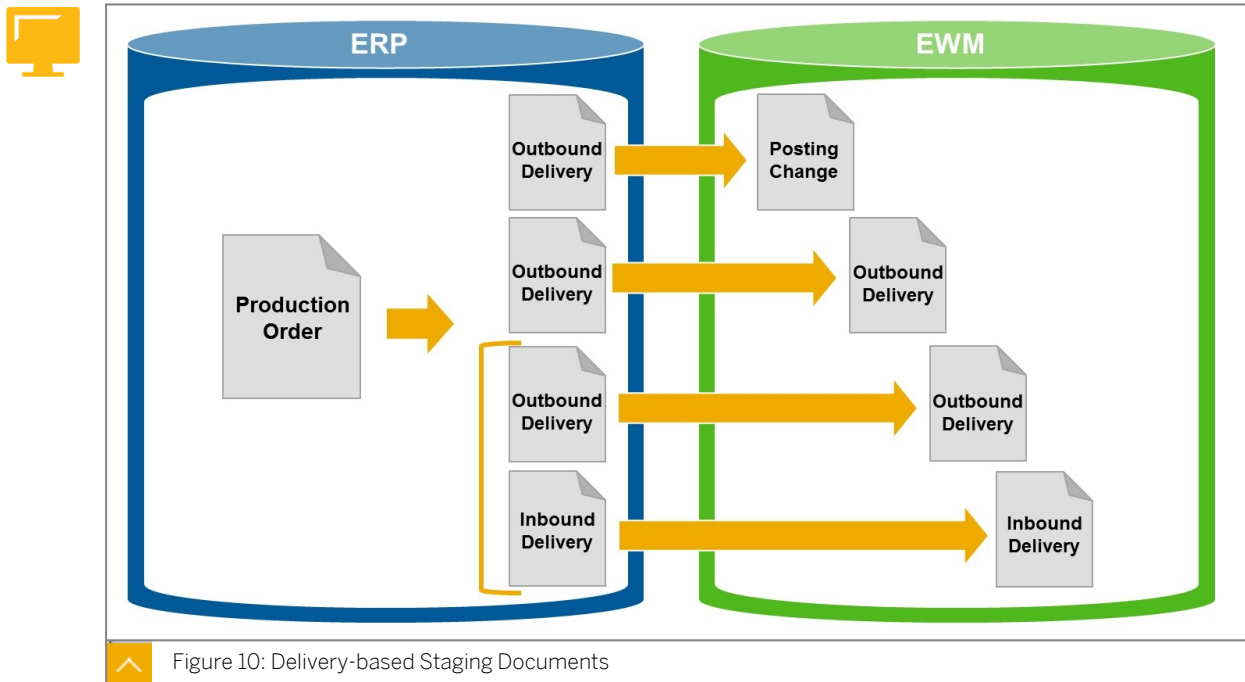 ERP
EWM
Outbound
Delivery
Posting
Change
Production
Order
Outbound
Delivery
Outbound
Delivery
Outbound
Delivery
Outbound
Delivery
Inbound
Delivery
Inbound
Delivery
Figure 10: Delivery-based Staging Documents